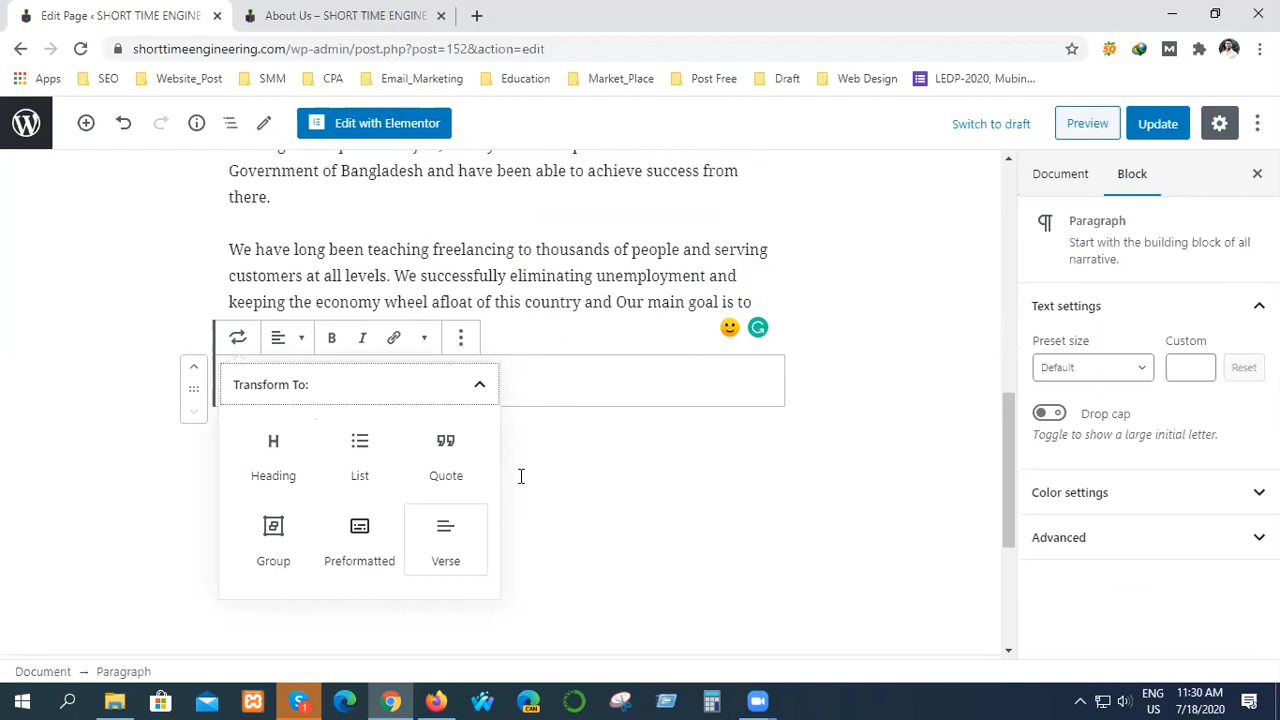 Edit Page ‹ SHORT TIME ENGINE
About Us – SHORT TIME ENGINE
shorttimeengineering.com/wp-admin/post.php?post=152&action=edit
Apps SEO Website_Post SMM CPA Email_Marketing Education Market_Place Post Free Draft Web Design LEDP-2020, Mubin...
Edit with Elementor
Switch to draft
Preview
Update
Government of Bangladesh and have been able to achieve success from
there.
We have long been teaching freelancing to thousands of people and serving
customers at all levels. We successfully eliminating unemployment and
keeping the economy wheel afloat of this country and Our main goal is to
B I
Transform To:
Heading List Quote
Group Preformatted Verse
Document Block
Paragraph
Start with the building block of all
narrative.
Text settings
Preset size Custom
Default Reset
Drop cap
Toggle to show a large initial letter.
Color settings
Advanced
Document → Paragraph
ENG 11:30 AM
US 7/18/2020